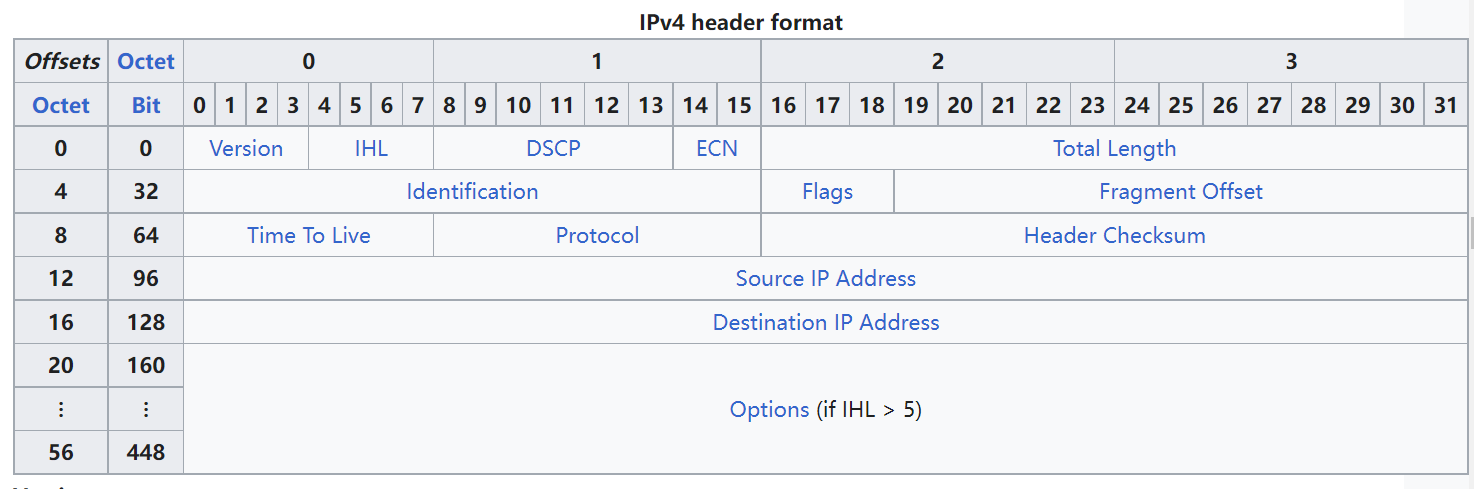 IPv4 header format
Offsets Octet 0 1 2 3
Octet Bit 0 1 2 3 4 5 6 7 8 9 10 11 12 13 14 15 16 17 18 19 20 21 22 23 24 25 26 27 28 29 30 31
0 0 Version IHL DSCP ECN Total Length
4 32 Identification Flags Fragment Offset
8 64 Time To Live Protocol Header Checksum
12 96 Source IP Address
16 128 Destination IP Address
20 160
⋮ ⋮ Options (if IHL > 5)
56 448